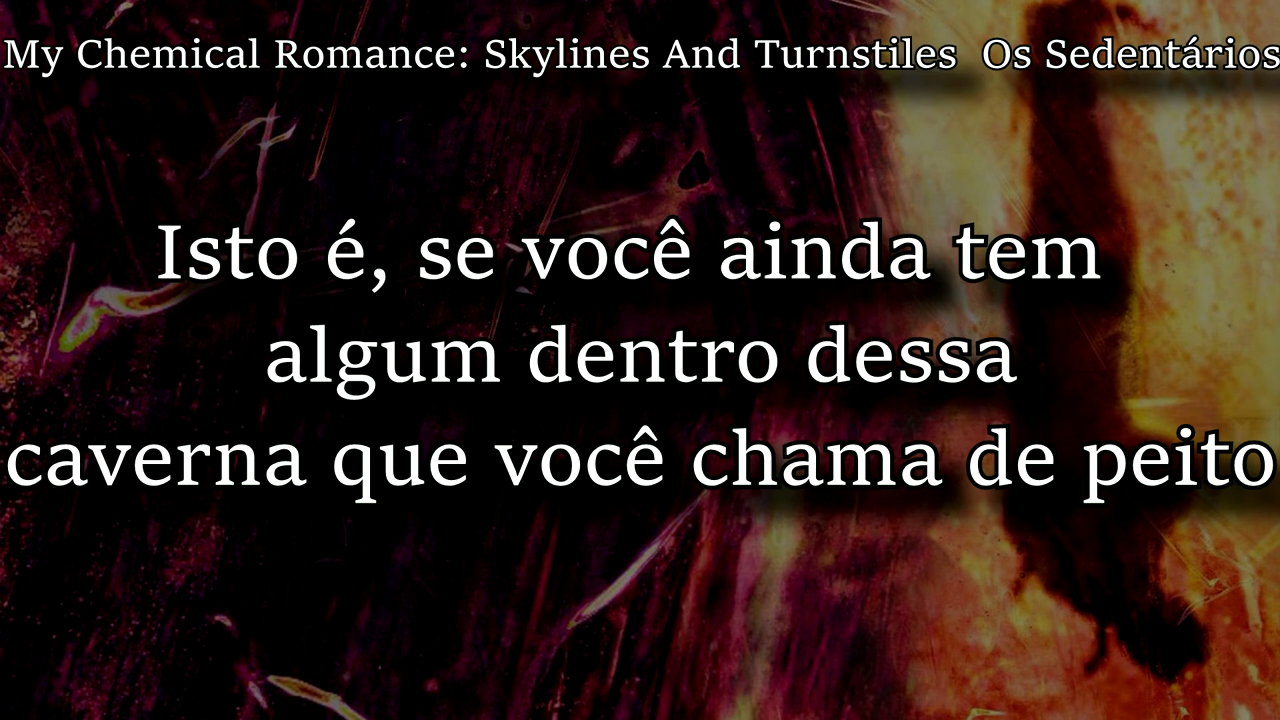 My Chemical Romance: Skylines And Turnstiles Os Sedentários
Isto é, se você ainda tem
algum dentro dessa
caverna que você chama de peito